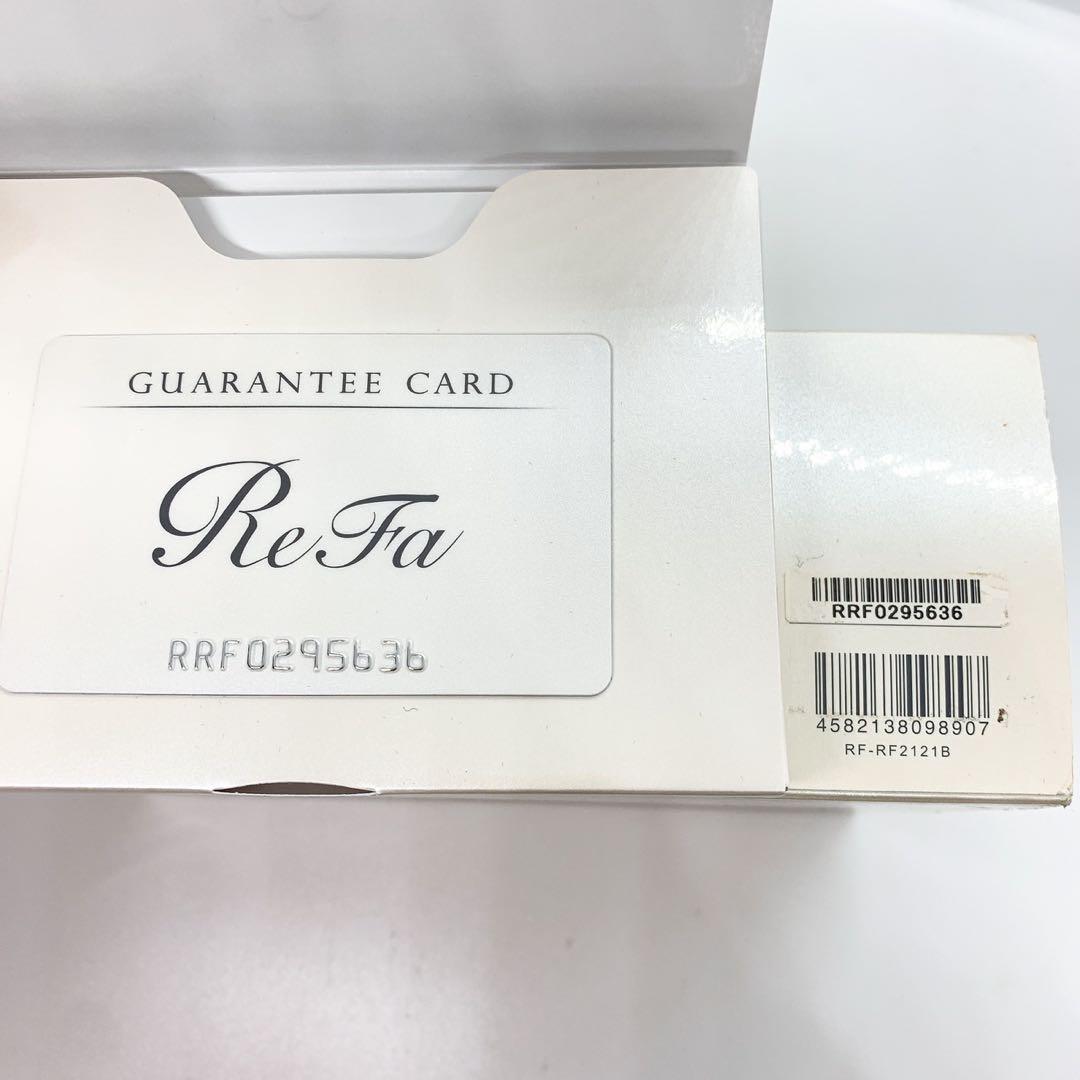 GUARANTEE CARD
ReFa
RRF0295636
RRF0295636
4582138098907
RF-RF2121B